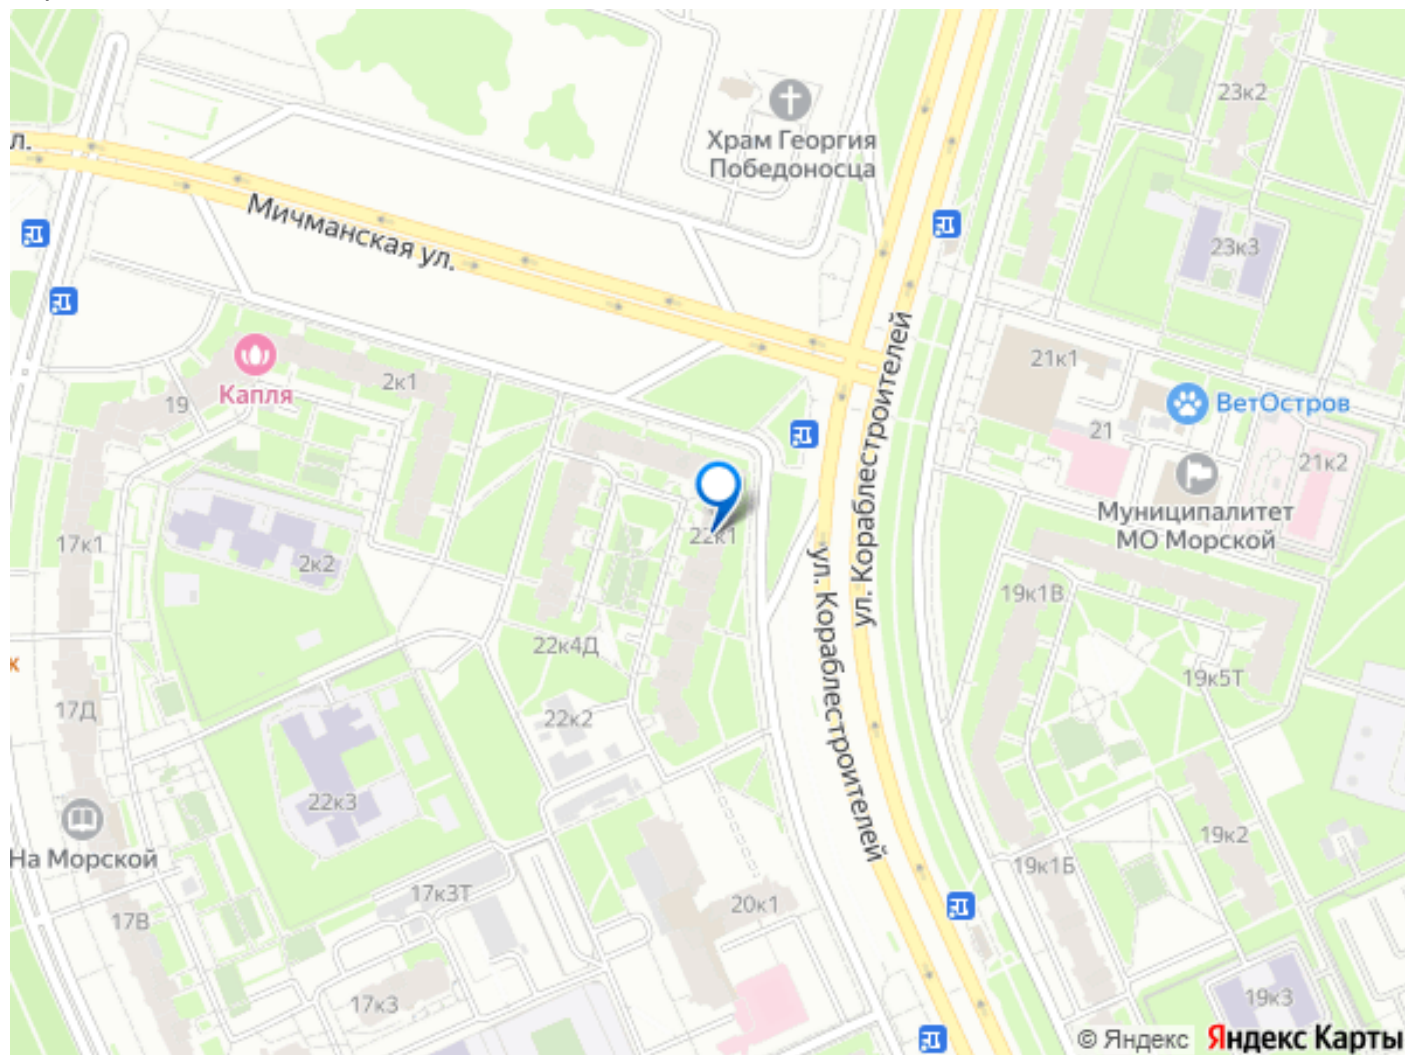 23к2
Храм Георгия
Победоносца
л.
Мичманская ул.
23к3
ул. Кораблестроителей
21к1
ВетОстров
2к1
Капля
19
21
21к2
Муниципалитет
МО Морской
22к1
17к1
2к2
19к1В
ул. Кораблестроителей
22к4Д
к
19к5Т
17Д
22к2
22к3
19к2
На Морской
19к1Б
17к3Т
20к1
17В
17к3
19к3
© Яндекс Яндекс Карты